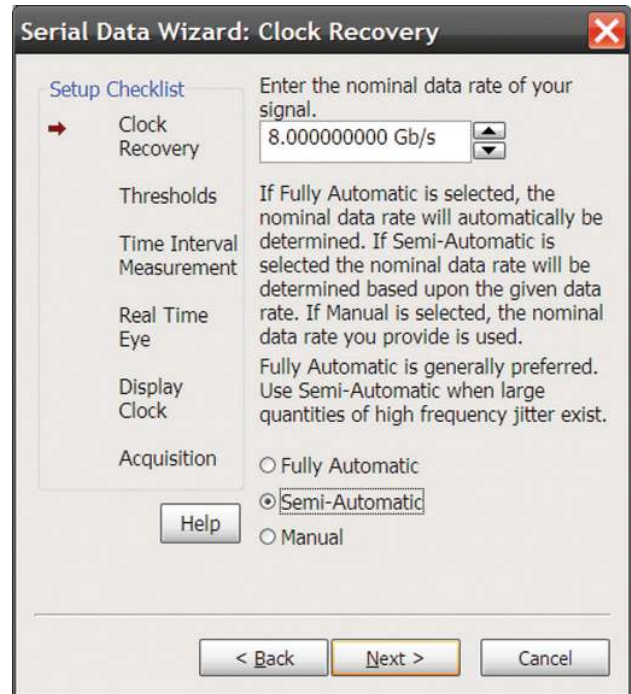 Serial Data Wizard: Clock Recovery
Setup Checklist
Clock
Recovery
Thresholds
Time Interval
Measurement
Real Time
Eye
Display
Clock
Acquisition
Help
Enter the nominal data rate of your
signal.
8.000000000 Gb/s
If Fully Automatic is selected, the
nominal data rate will automatically be
determined. If Semi-Automatic is
selected the nominal data rate will be
determined based upon the given data
rate. If Manual is selected, the nominal
data rate you provide is used.
Fully Automatic is generally preferred.
Use Semi-Automatic when large
quantities of high frequency jitter exist.
Fully Automatic
Semi-Automatic
Manual
< Back
Next >
Cancel